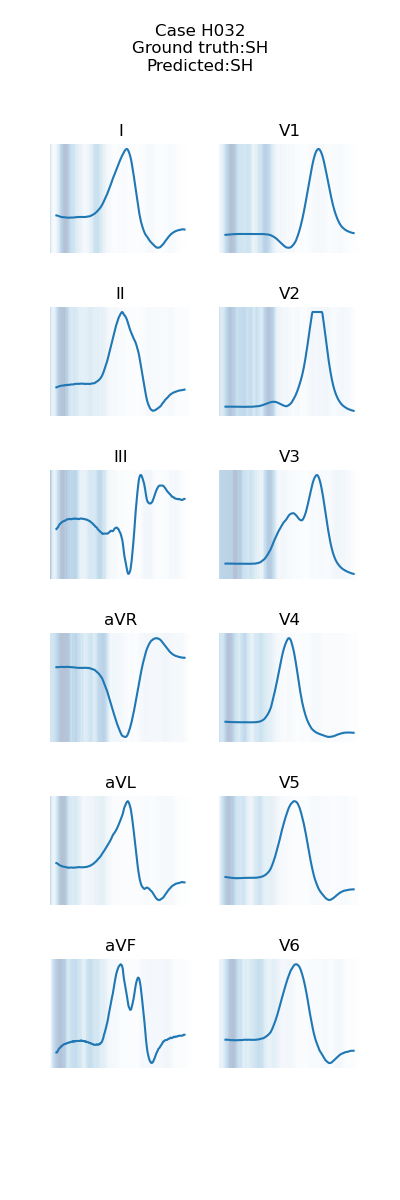 Case H032
Ground truth:SH
Predicted:SH
I
V1
II
V2
III
V3
aVR
V4
aVL
V5
aVF
V6